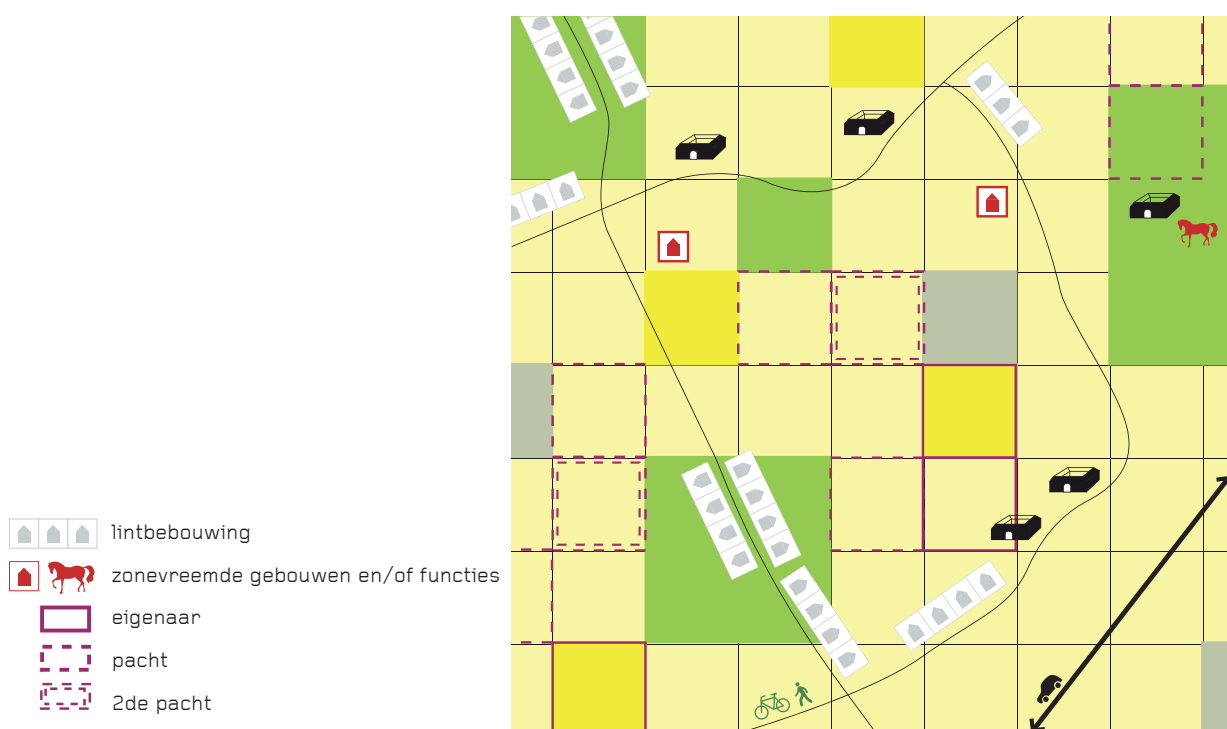 lintbebouwing
zonevreemde gebouwen en/of functies
eigenaar
pacht
2de pacht